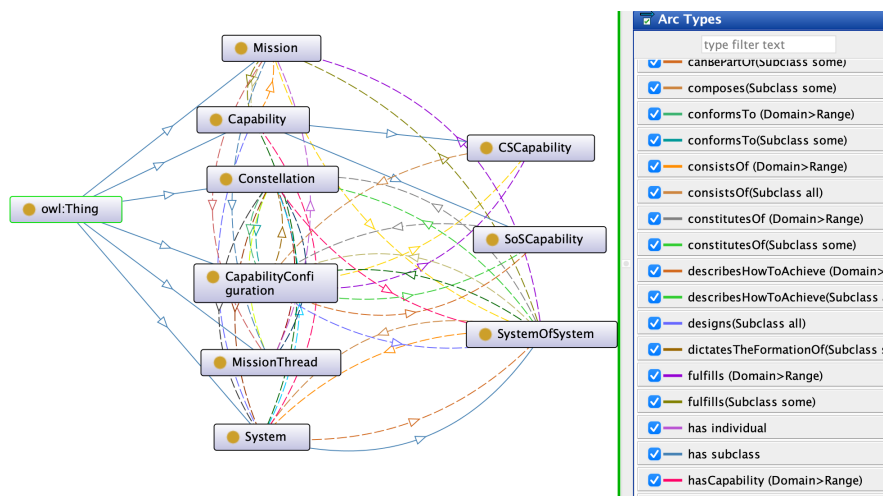 Mission
Capability
CSCapability
Constellation
owl:Thing
SoSCapability
CapabilityConfi
guration
SystemOfSystem
MissionThread
System
Arc Types
type filter text
canBePartOf(Subclass some)
composes(Subclass some)
conformsTo (Domain>Range)
conformsTo(Subclass some)
consistsOf (Domain>Range)
consistsOf(Subclass all)
constitutesOf (Domain>Range)
constitutesOf(Subclass some)
describesHowToAchieve (Domain>
describesHowToAchieve(Subclass
designs(Subclass all)
dictatesTheFormationOf(Subclass s
fulfills (Domain>Range)
fulfills(Subclass some)
has individual
has subclass
hasCapability (Domain>Range)